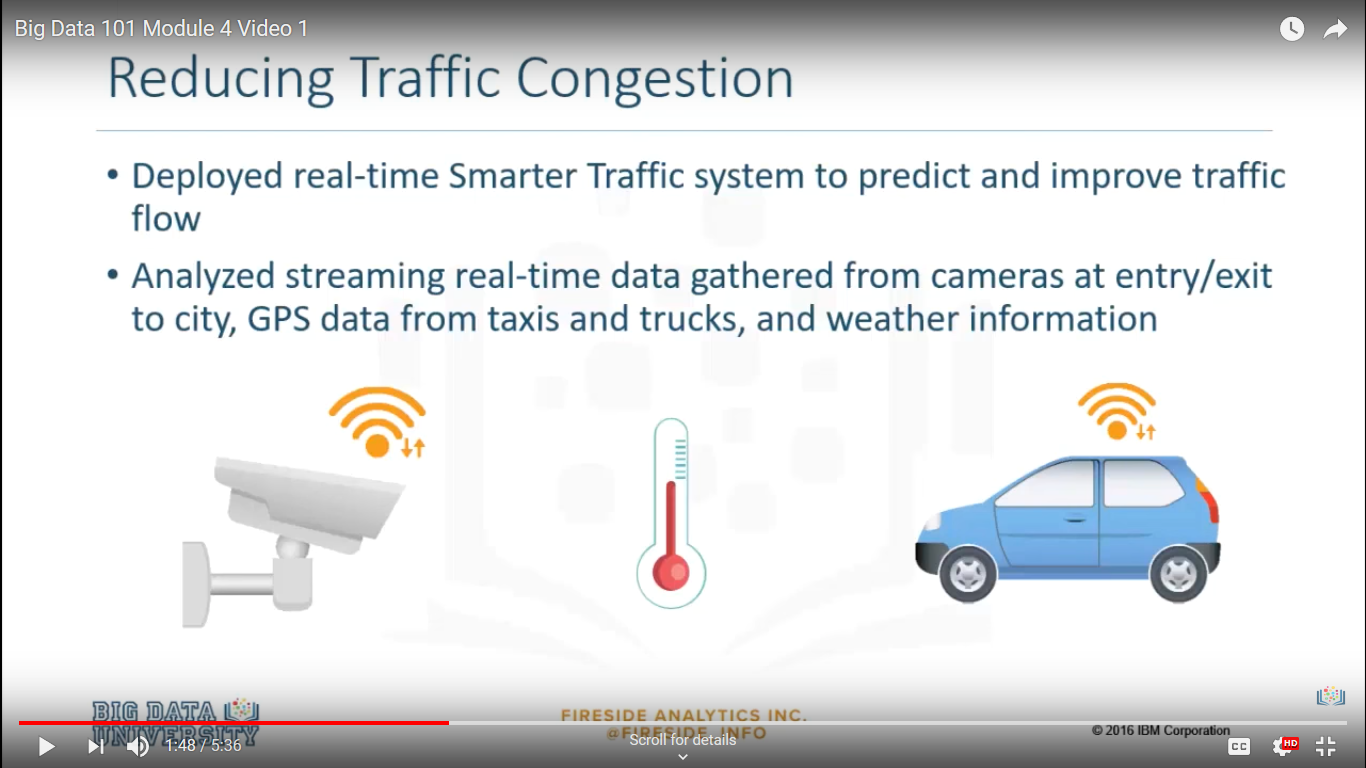 Big Data 101 Module 4 Video 1
Reducing Traffic Congestion
• Deployed real-time Smarter Traffic system to predict and improve traffic
flow
• Analyzed streaming real-time data gathered from cameras at entry/exit
to city, GPS data from taxis and trucks, and weather information
BIG DATA
UNIVERSITY
FIRESIDE ANALYTICS INC.
@FIRESIDE_INFO
© 2016 IBM Corporation
1:48 / 5:36
Scroll for details
CC
HD